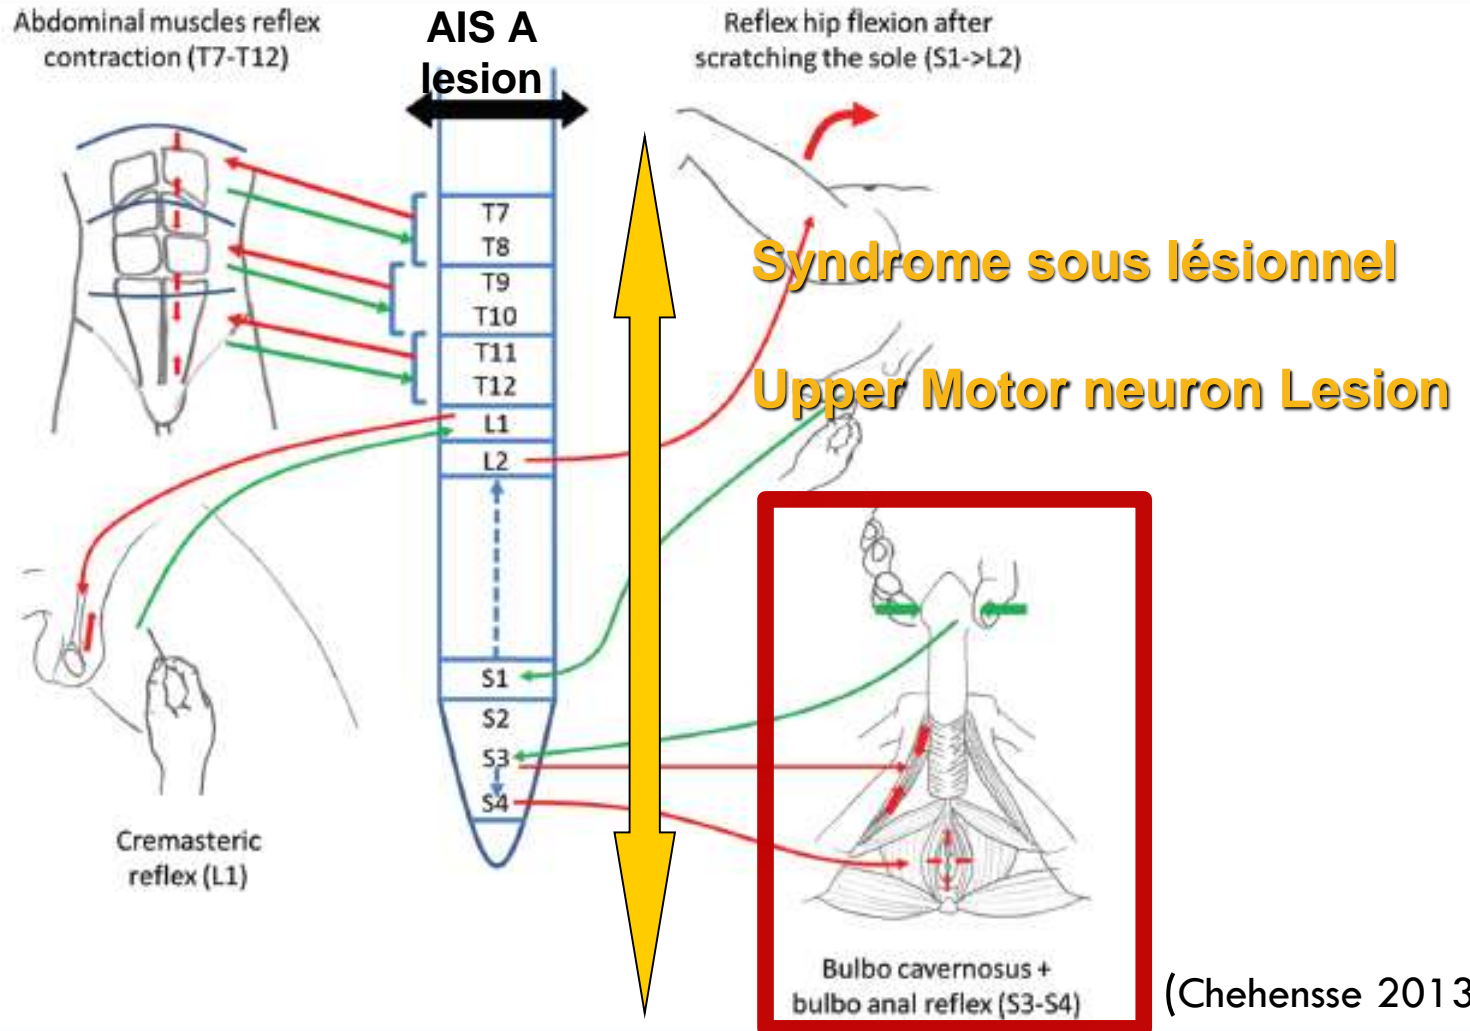 Abdominal muscles reflex
contraction (T7-T12)
AIS A
lesion
Reflex hip flexion after
scratching the sole (S1->L2)
T7
T8
T9
T10
T11
T12
L1
L2
S1
S2
S3
S4
Syndrome sous lésionnel
Upper Motor neuron Lesion
Cremasteric
reflex (L1)
Bulbo cavernosus +
bulbo anal reflex (S3-S4)
(Chehensse 2013